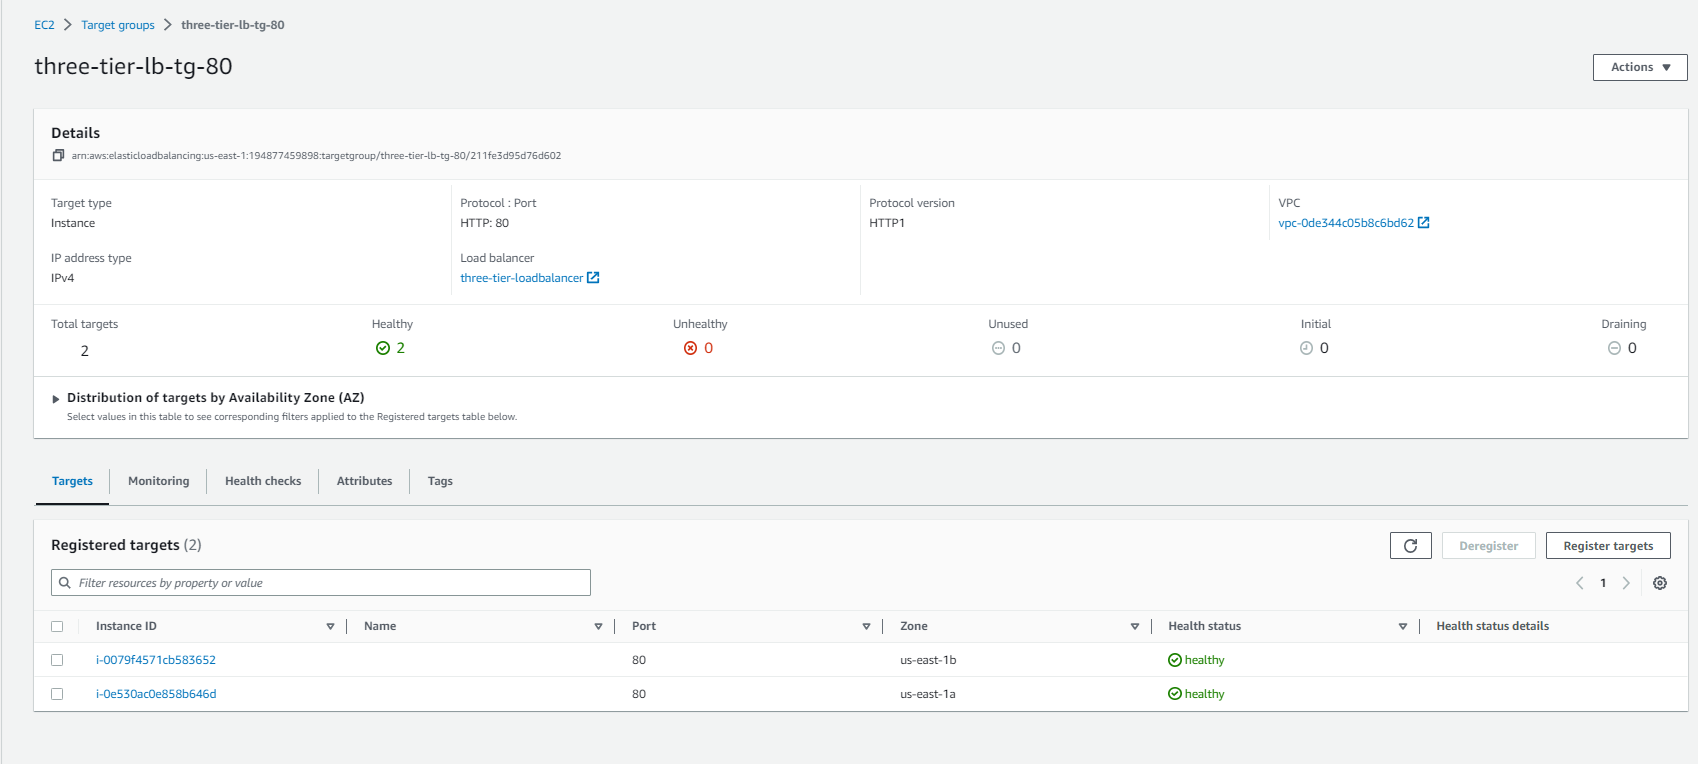 EC2 > Target groups > three-tier-lb-tg-80
three-tier-lb-tg-80
Actions
Details
arn:aws:elasticloadbalancing:us-east-1:194877459898:targetgroup/three-tier-lb-tg-80/211fe3d95d76d602
Target type Protocol : Port Protocol version VPC
Instance HTTP: 80 HTTP1 vpc-0de344c05b8c6bd62
IP address type Load balancer
IPv4 three-tier-loadbalancer
Total targets Healthy Unhealthy Unused Initial Draining
2 2 0 0 0 0
Distribution of targets by Availability Zone (AZ)
Select values in this table to see corresponding filters applied to the Registered targets table below.
Targets Monitoring Health checks Attributes Tags
Registered targets (2) Deregister Register targets
Filter resources by property or value 1
Instance ID Name Port Zone Health status Health status details
i-0079f4571cb583652 80 us-east-1b healthy
i-0e530ac0e858b646d 80 us-east-1a healthy